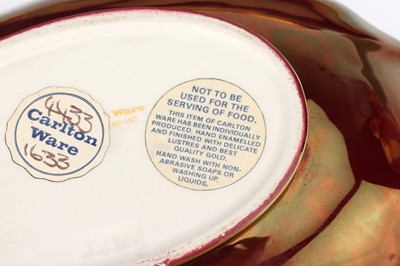 4433
Carlton
Ware
1633
Ware
NOT TO BE
USED FOR THE
SERVING OF FOOD.
THIS ITEM OF CARLTON
WARE HAS BEEN INDIVIDUALLY
PRODUCED, HAND ENAMELLED
AND FINISHED WITH DELICATE
LUSTRES AND BEST
QUALITY GOLD.
HAND WASH WITH NON-
ABRASIVE SOAPS OR
WASHING UP
LIQUIDS.